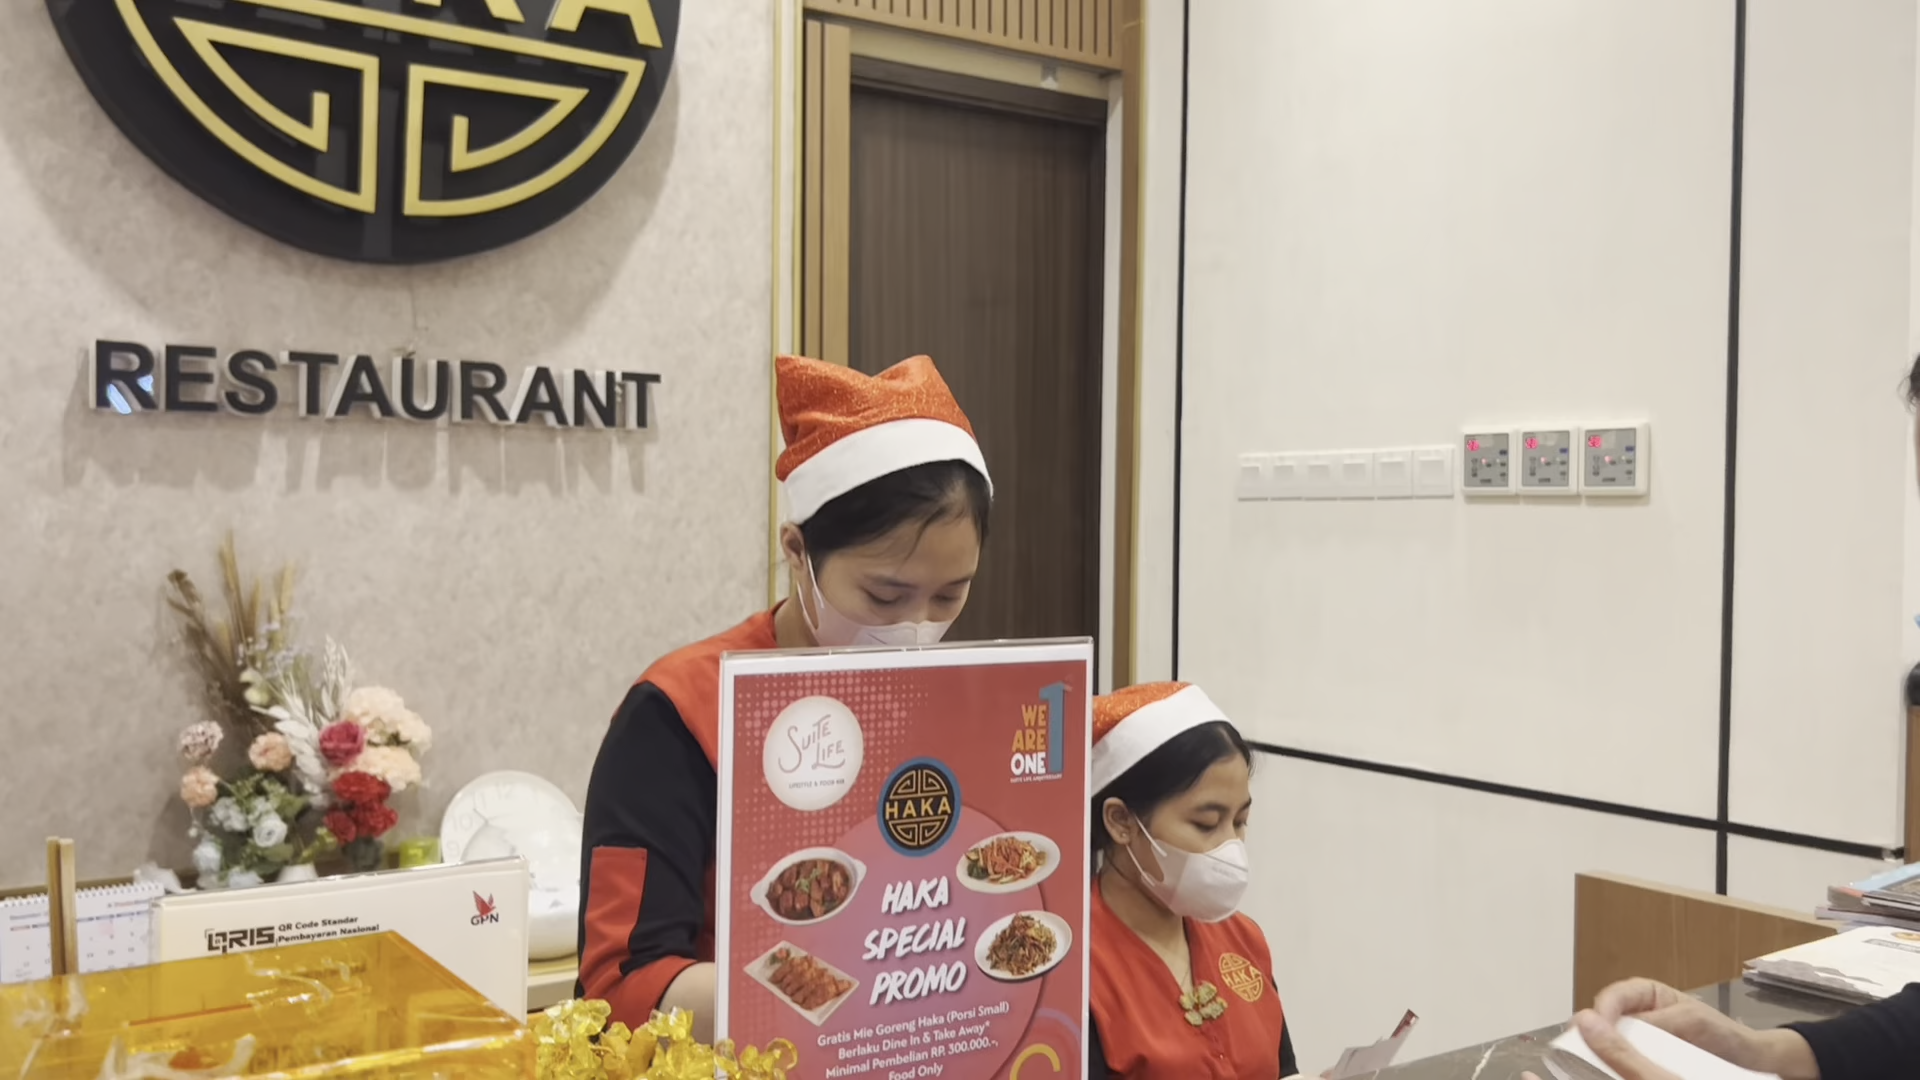 RESTAURANT
SUITE
LIFE
LIFESTYLE & FOOD HUB
WE
ARE
ONE
1
HAKA
HAKA
SPECIAL
PROMO
Gratis Mie Goreng Haka (Porsi Small)
Berlaku Dine In & Take Away*
Minimal Pembelian RP. 300.000.-,
Food Only
HAKA
QRIS
QR Code Standar
Pembayaran Nasional
GPN